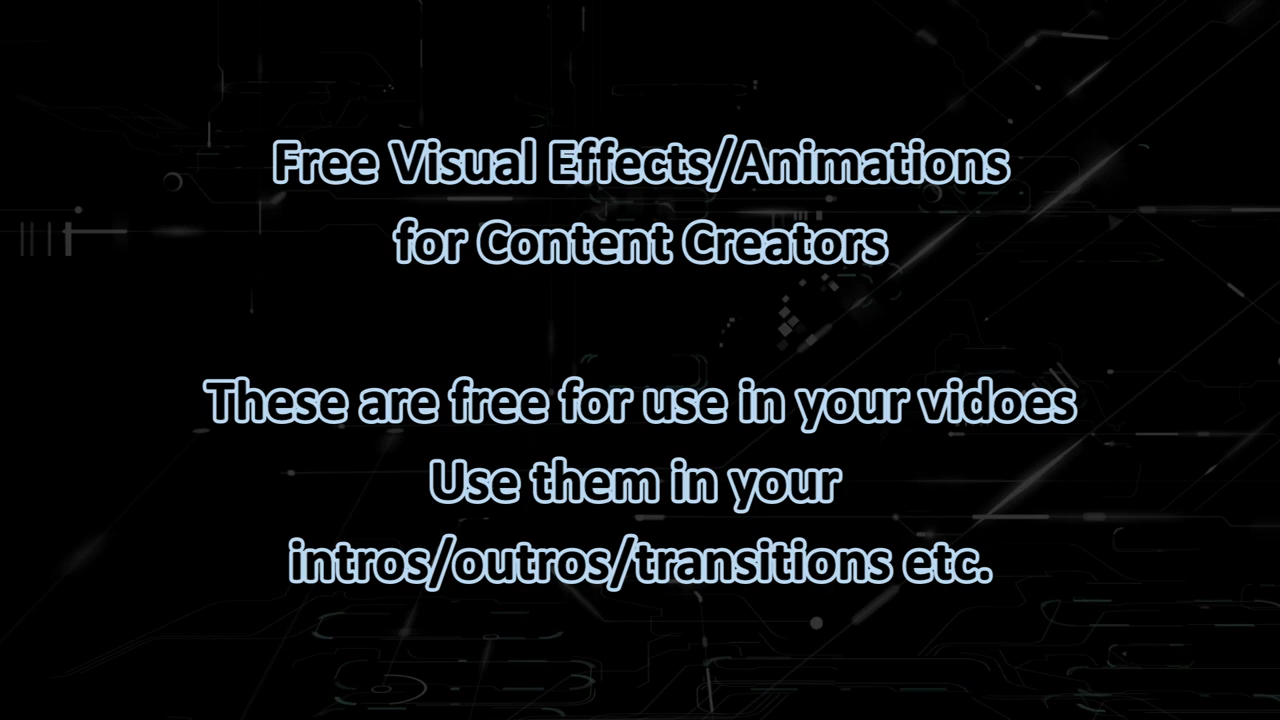 Free Visual Effects/Animations
for Content Creators
These are free for use in your vidoes
Use them in your
intros/outros/transitions etc.